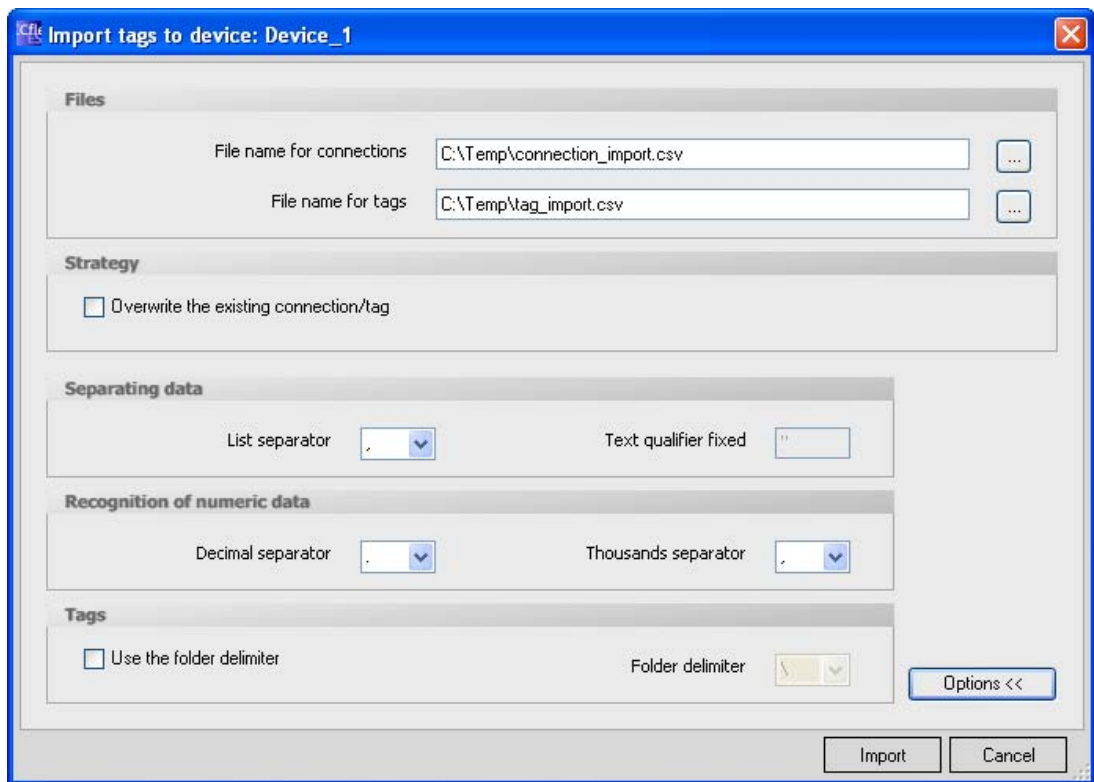 Import tags to device: Device_1
Files
File name for connections C:\Temp\connection_import.csv ...
File name for tags C:\Temp\tag_import.csv ...
Strategy
Overwrite the existing connection/tag
Separating data
List separator , Text qualifier fixed "
Recognition of numeric data
Decimal separator . Thousands separator ,
Tags
Use the folder delimiter Folder delimiter \
Options <<
Import Cancel